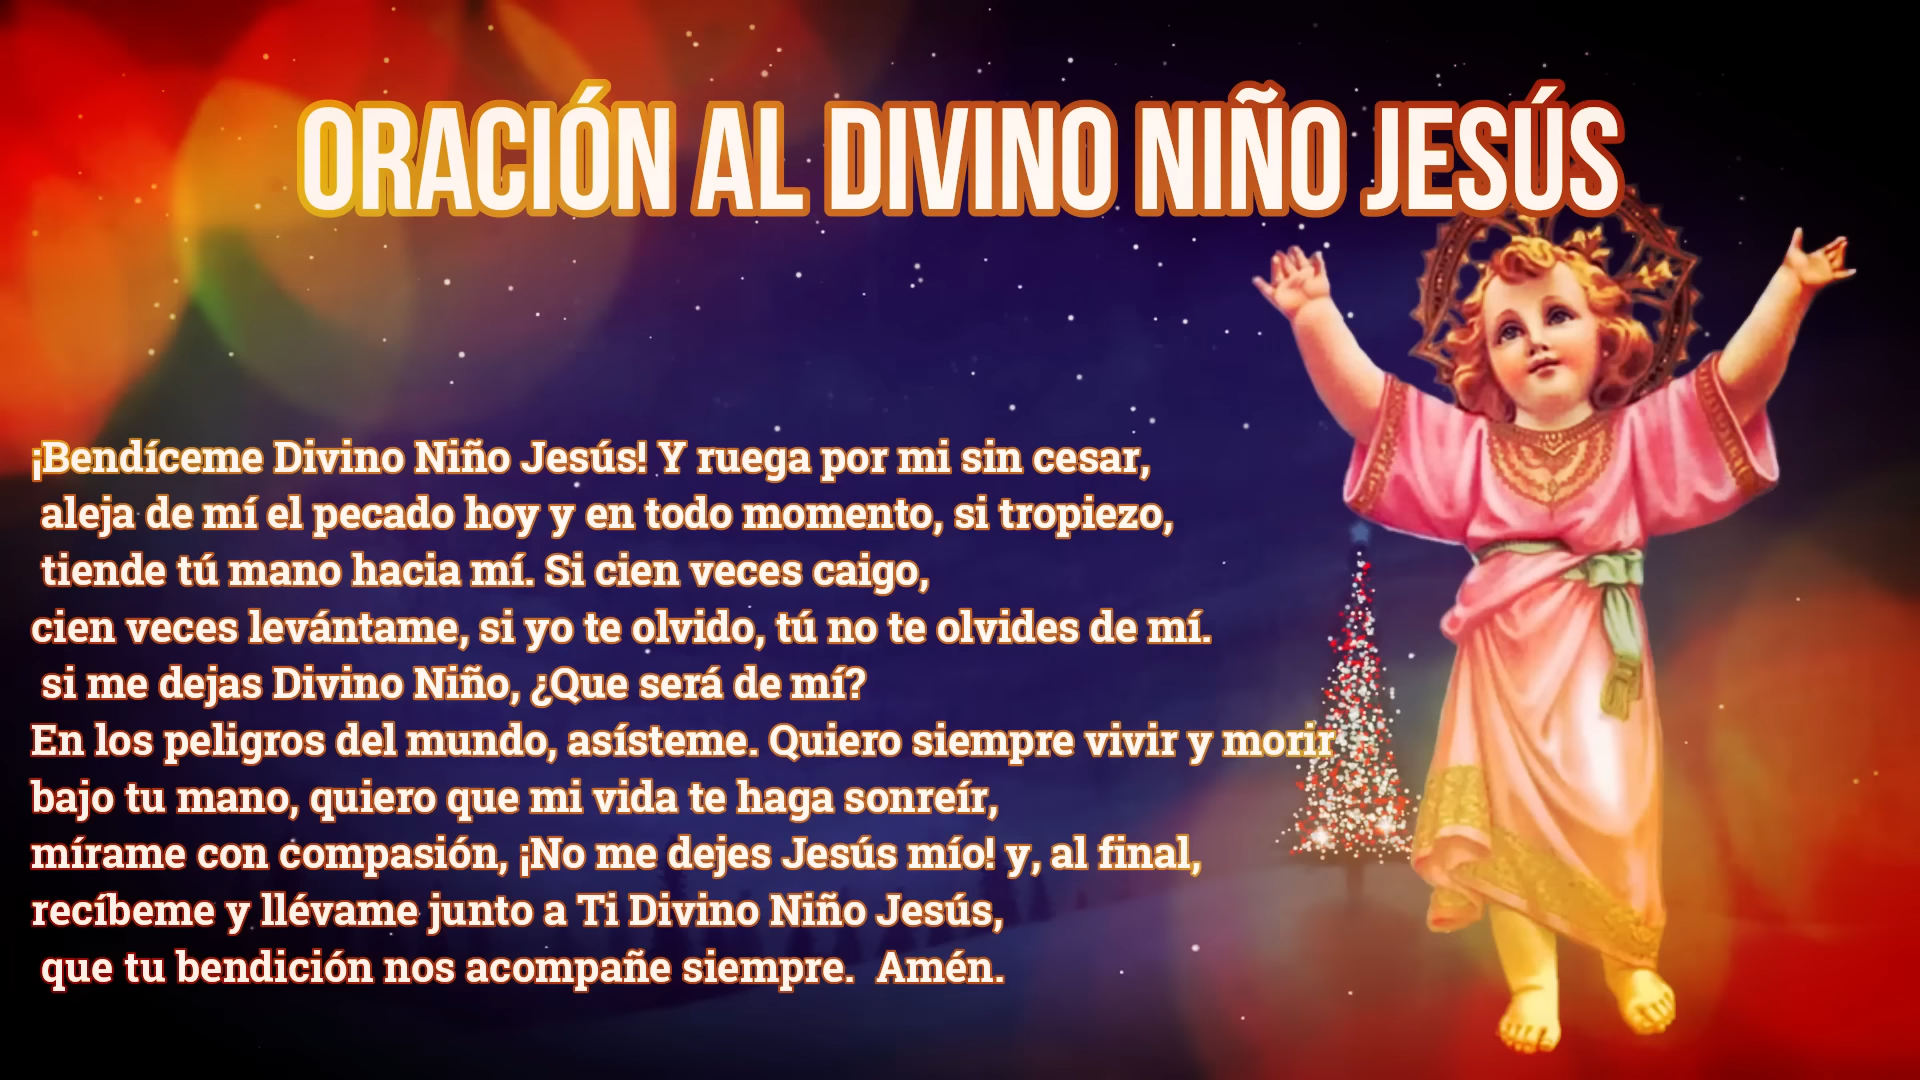 ORACIÓN AL DIVINO NIÑO JESÚS
¡Bendíceme Divino Niño Jesús! Y ruega por mi sin cesar,
aleja de mí el pecado hoy y en todo momento, si tropiezo,
tiende tú mano hacia mí. Si cien veces caigo,
cien veces levántame, si yo te olvido, tú no te olvides de mí.
si me dejas Divino Niño, ¿Que será de mí?
En los peligros del mundo, asísteme. Quiero siempre vivir y morir
bajo tu mano, quiero que mi vida te haga sonreír,
mírame con compasión, ¡No me dejes Jesús mío! y, al final,
recíbeme y llévame junto a Ti Divino Niño Jesús,
que tu bendición nos acompañe siempre.  Amén.